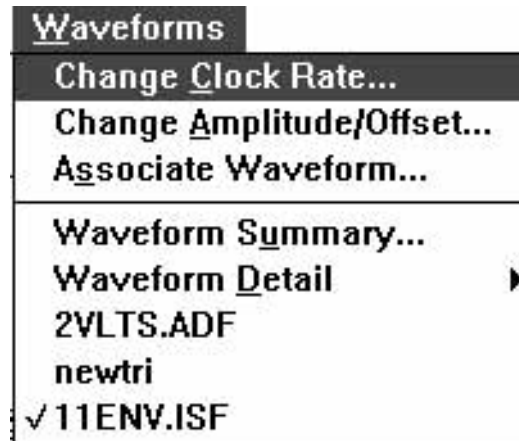 Waveforms
Change Clock Rate...
Change Amplitude/Offset...
Associate Waveform...
Waveform Summary...
Waveform Detail
2VLTS.ADF
newtri
✓11ENV.ISF